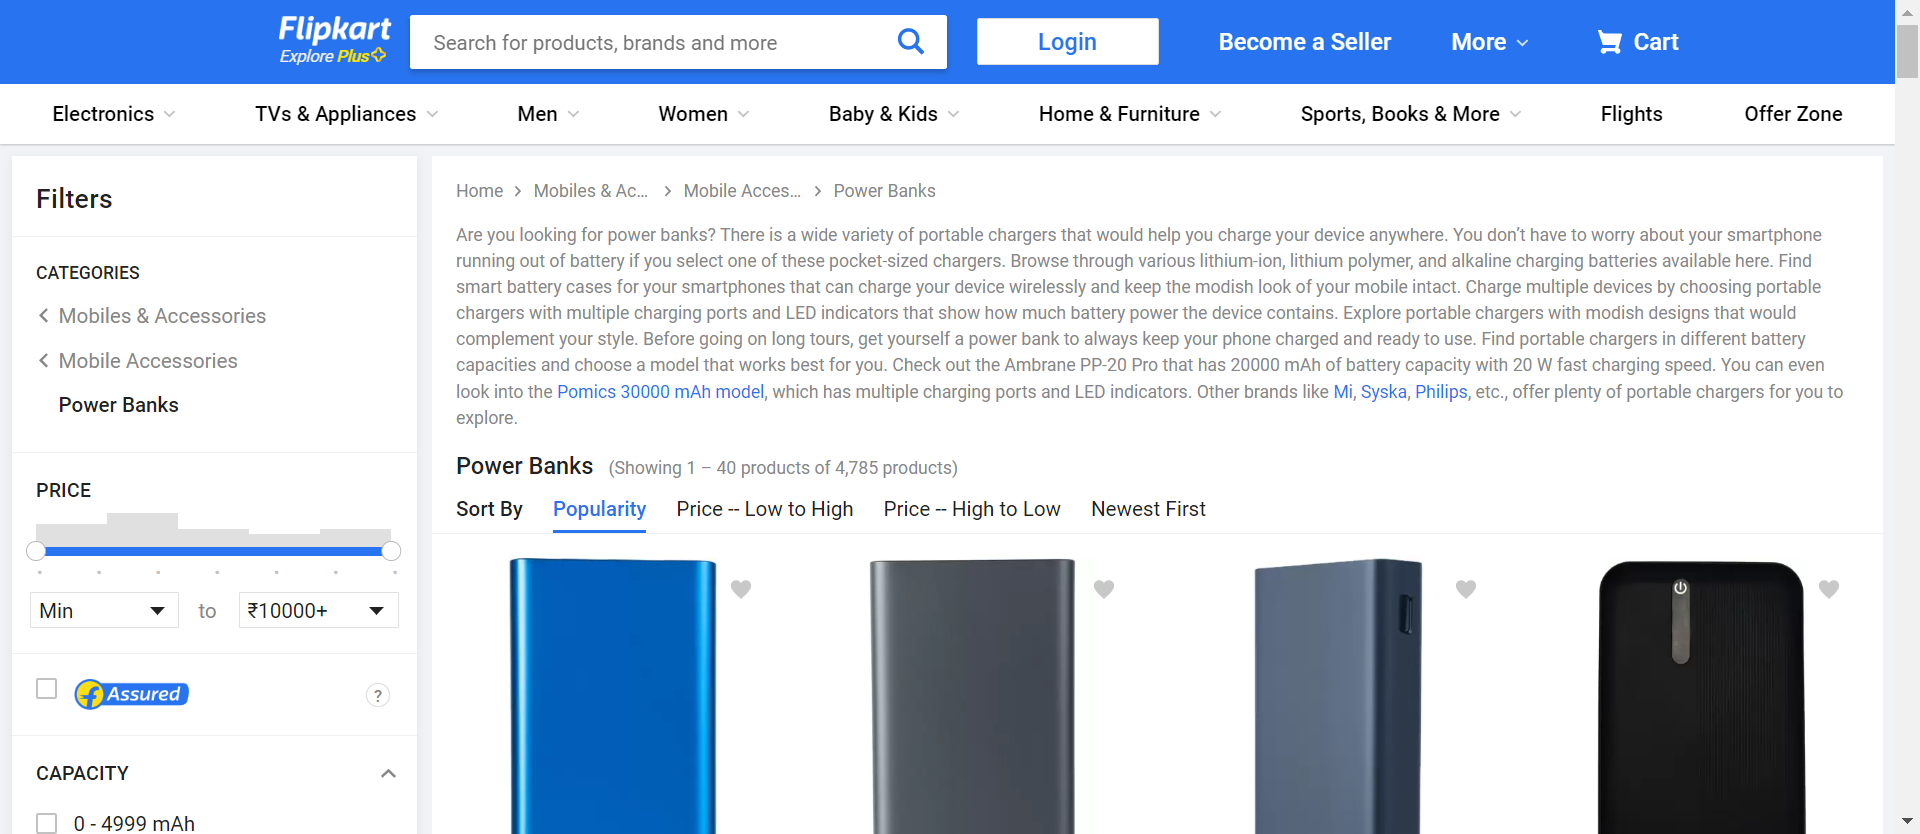 Flipkart
Explore Plus
Search for products, brands and more
Login
Become a Seller
More
Cart
Electronics
TVs & Appliances
Men
Women
Baby & Kids
Home & Furniture
Sports, Books & More
Flights
Offer Zone
Filters
CATEGORIES
Mobiles & Accessories
Mobile Accessories
Power Banks
PRICE
Min
to
₹10000+
f Assured
?
CAPACITY
0 - 4999 mAh
Home
Mobiles & Ac...
Mobile Acces...
Power Banks
Are you looking for power banks? There is a wide variety of portable chargers that would help you charge your device anywhere. You don’t have to worry about your smartphone
running out of battery if you select one of these pocket-sized chargers. Browse through various lithium-ion, lithium polymer, and alkaline charging batteries available here. Find
smart battery cases for your smartphones that can charge your device wirelessly and keep the modish look of your mobile intact. Charge multiple devices by choosing portable
chargers with multiple charging ports and LED indicators that show how much battery power the device contains. Explore portable chargers with modish designs that would
complement your style. Before going on long tours, get yourself a power bank to always keep your phone charged and ready to use. Find portable chargers in different battery
capacities and choose a model that works best for you. Check out the Ambrane PP-20 Pro that has 20000 mAh of battery capacity with 20 W fast charging speed. You can even
look into the Pomics 30000 mAh model, which has multiple charging ports and LED indicators. Other brands like Mi, Syska, Philips, etc., offer plenty of portable chargers for you to
explore.
Power Banks (Showing 1 – 40 products of 4,785 products)
Sort By
Popularity
Price -- Low to High
Price -- High to Low
Newest First